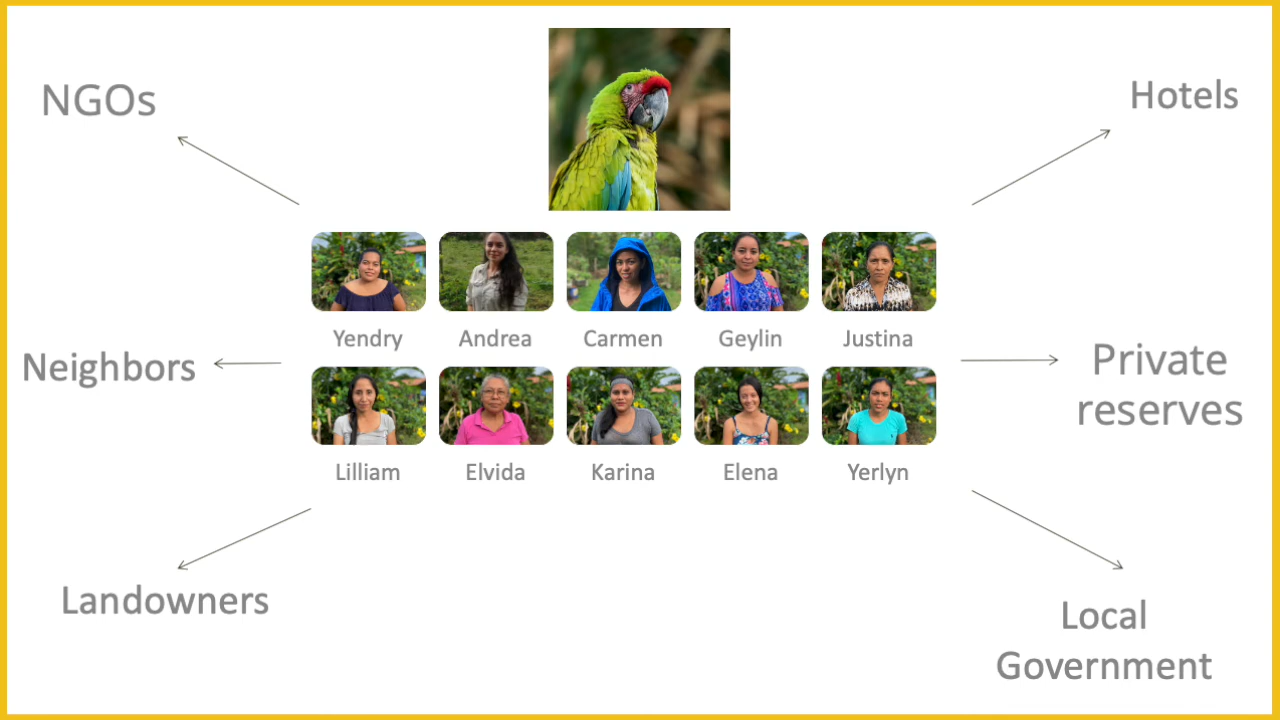 NGOs
Hotels
Yendry
Andrea
Carmen
Geylin
Justina
Neighbors
Private
reserves
Lilliam
Elvida
Karina
Elena
Yerlyn
Landowners
Local
Government